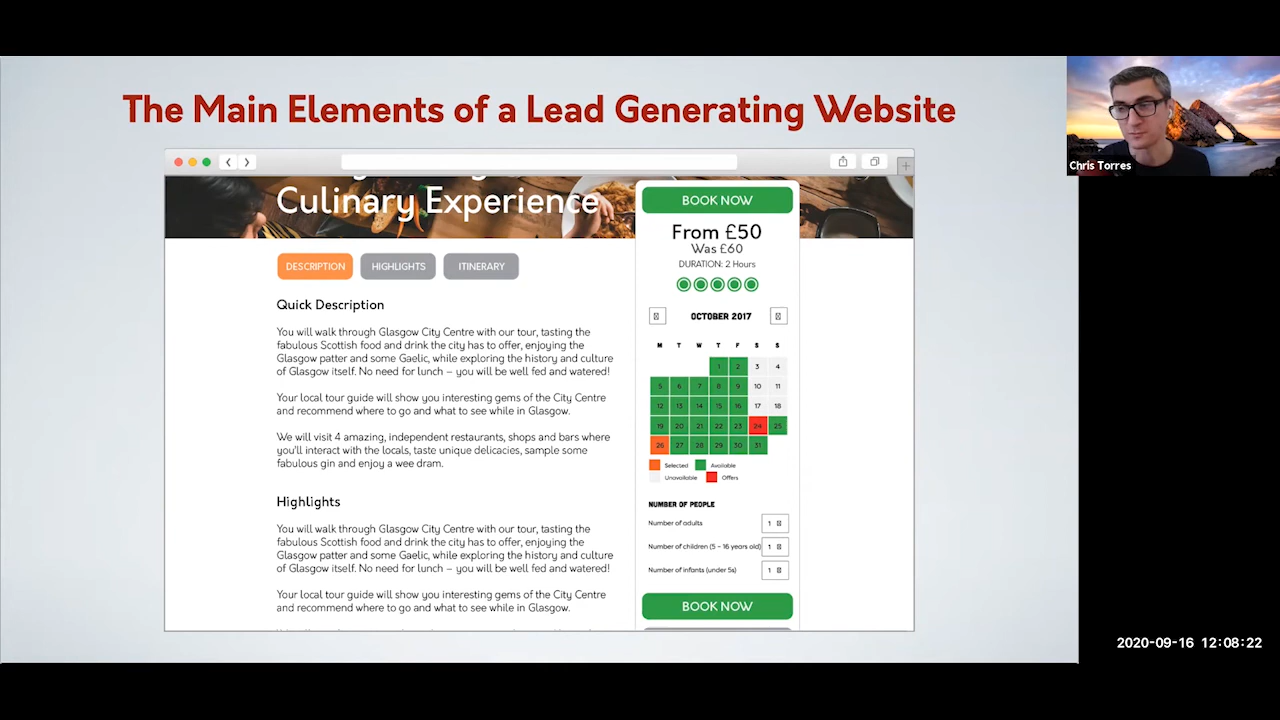 The Main Elements of a Lead Generating Website
Chris Torres
Culinary Experience
BOOK NOW
From £50
Was £60
DURATION: 2 Hours
DESCRIPTION
HIGHLIGHTS
ITINERARY
Quick Description
You will walk through Glasgow City Centre with our tour, tasting the
fabulous Scottish food and drink the city has to offer, enjoying the
Glasgow patter and some Gaelic, while exploring the history and culture
of Glasgow itself. No need for lunch – you will be well fed and watered!
Your local tour guide will show you interesting gems of the City Centre
and recommend where to go and what to see while in Glasgow.
We will visit 4 amazing, independent restaurants, shops and bars where
you'll interact with the locals, taste unique delicacies, sample some
fabulous gin and enjoy a wee dram.
Highlights
You will walk through Glasgow City Centre with our tour, tasting the
fabulous Scottish food and drink the city has to offer, enjoying the
Glasgow patter and some Gaelic, while exploring the history and culture
of Glasgow itself. No need for lunch – you will be well fed and watered!
Your local tour guide will show you interesting gems of the City Centre
and recommend where to go and what to see while in Glasgow.
OCTOBER 2017
M T W T F S S
1 2 3 4
5 6 7 8 9 10 11
12 13 14 15 16 17 18
19 20 21 22 23 24 25
26 27 28 29 30 31
Selected Available
Unavailable Offers
NUMBER OF PEOPLE
Number of adults 1
Number of children (5 – 16 years old) 1
Number of infants (under 5s) 1
BOOK NOW
2020-09-16 12:08:22